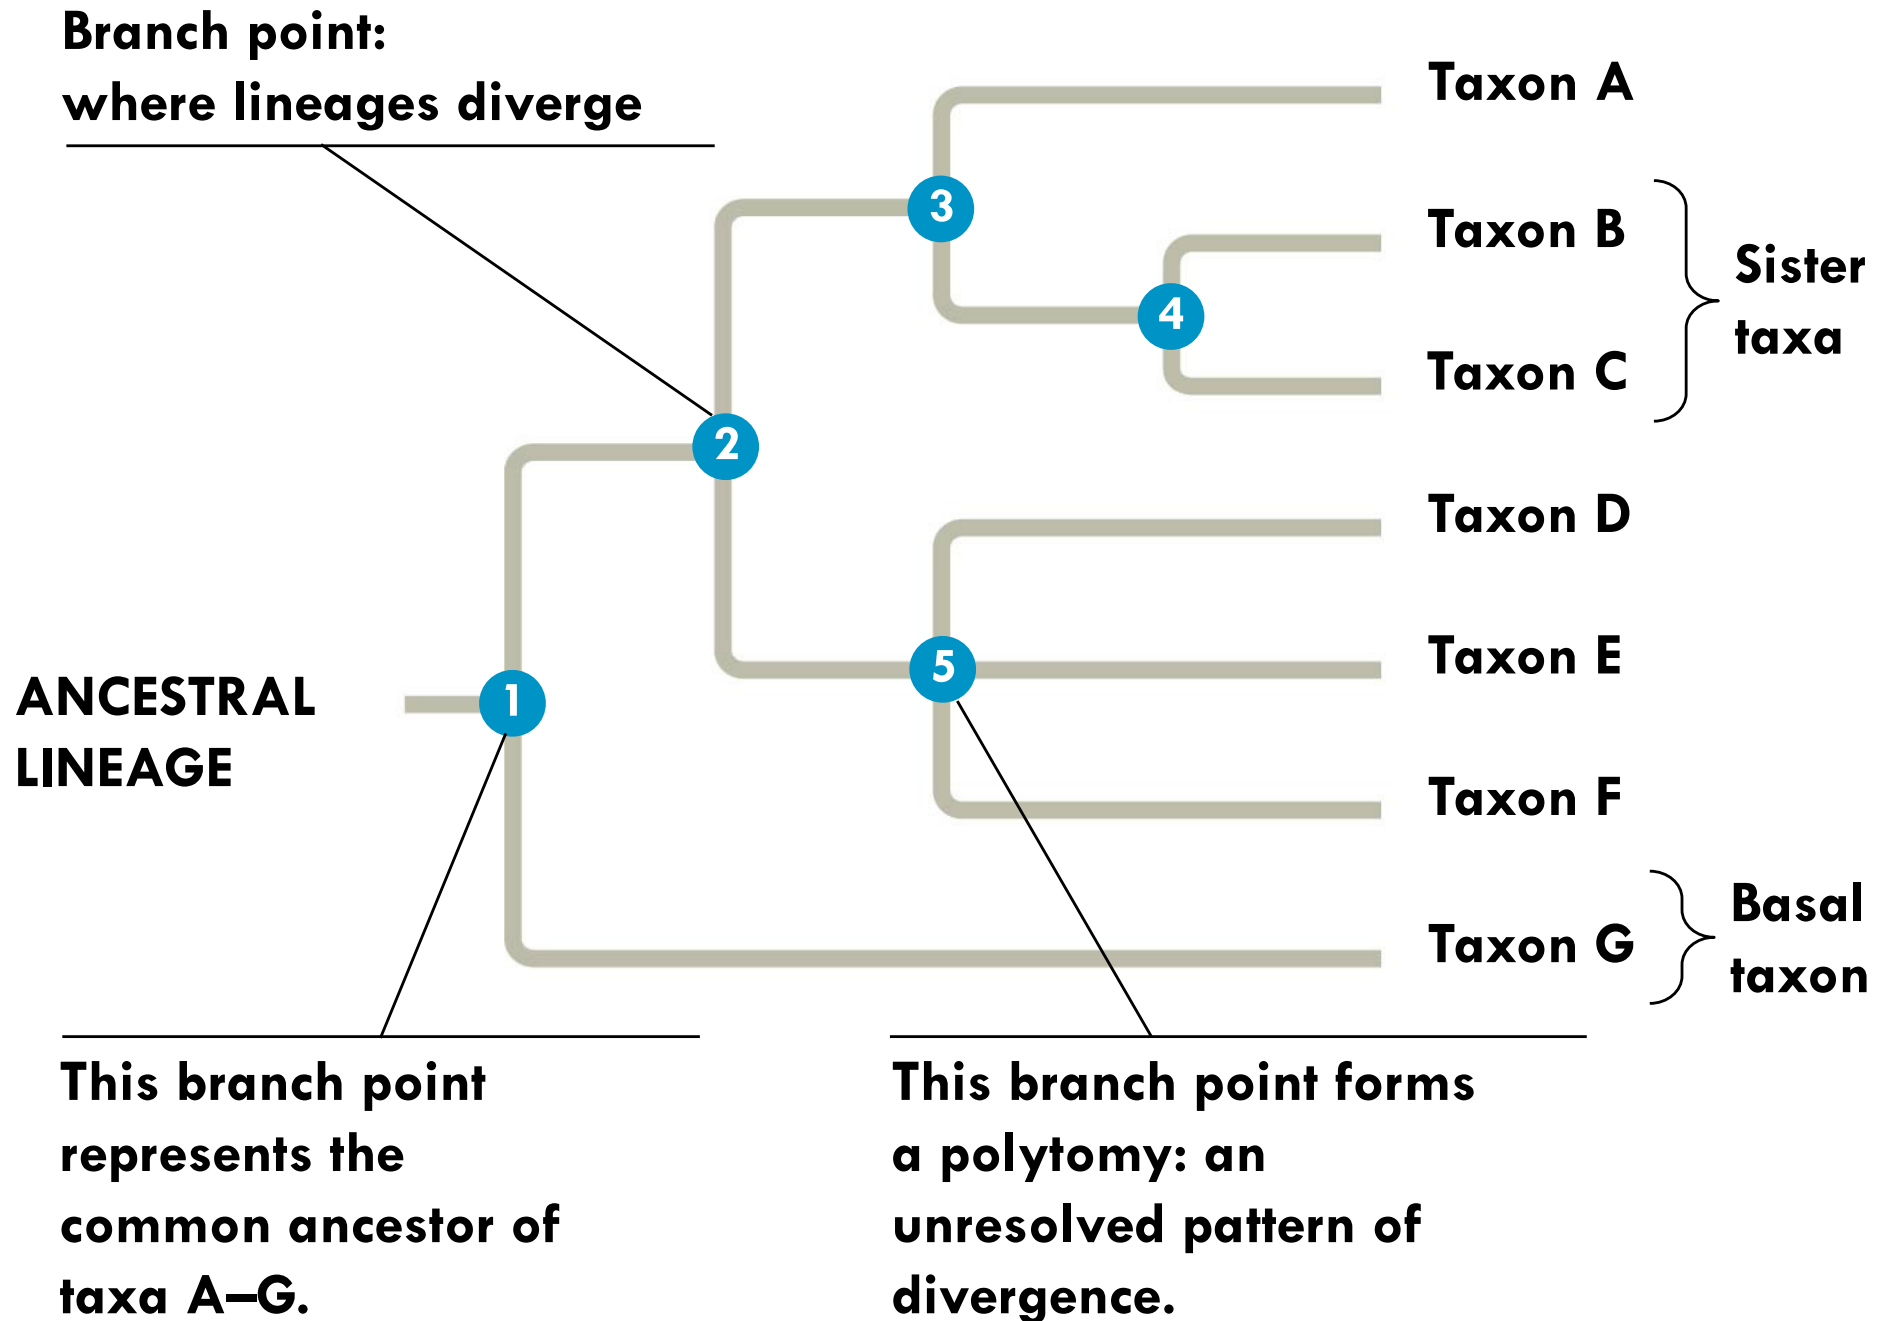 Branch point:
where lineages diverge
Taxon A
3
Taxon B
Sister
taxa
4
Taxon C
2
Taxon D
Taxon E
5
ANCESTRAL
LINEAGE
1
Taxon F
Taxon G
Basal
taxon
This branch point
represents the
common ancestor of
taxa A–G.
This branch point forms
a polytomy: an
unresolved pattern of
divergence.